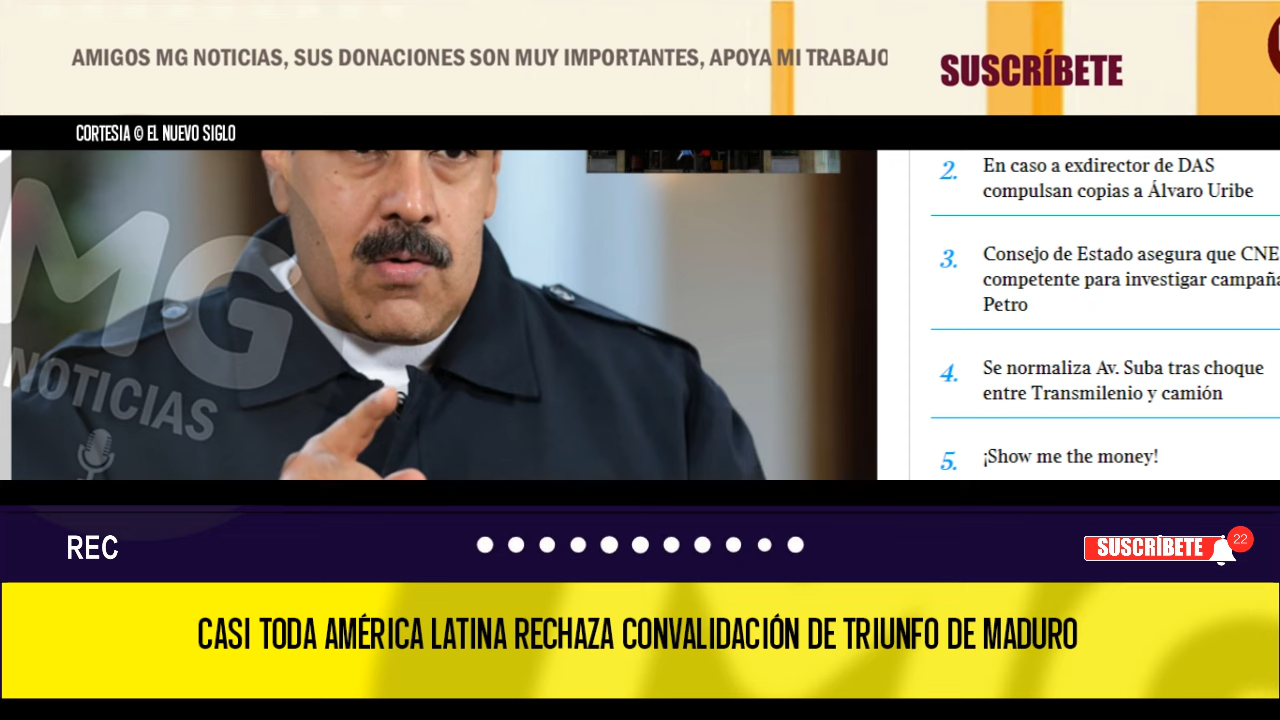 AMIGOS MG NOTICIAS, SUS DONACIONES SON MUY IMPORTANTES, APOYA MI TRABAJO
SUSCRÍBETE
CORTESIA © EL NUEVO SIGLO
MG
NOTICIAS
2. En caso a exdirector de DAS
compulsan copias a Álvaro Uribe
3. Consejo de Estado asegura que CNE
competente para investigar campaña
Petro
4. Se normaliza Av. Suba tras choque
entre Transmilenio y camión
5. ¡Show me the money!
REC
SUSCRÍBETE 22
CASI TODA AMÉRICA LATINA RECHAZA CONVALIDACIÓN DE TRIUNFO DE MADURO